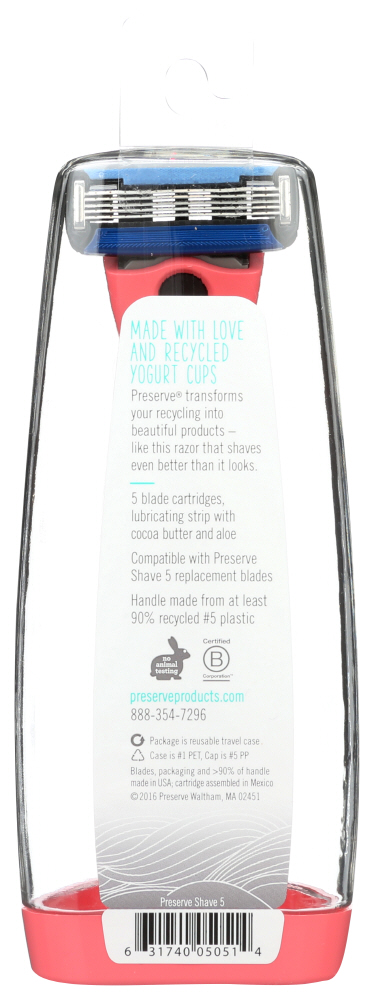 MADE WITH LOVE
AND RECYCLED
YOGURT CUPS
Preserve® transforms
your recycling into
beautiful products –
like this razor that shaves
even better than it looks.
5 blade cartridges,
lubricating strip with
cocoa butter and aloe
Compatible with Preserve
Shave 5 replacement blades
Handle made from at least
90% recycled #5 plastic
no
animal
testing
Certified
B
Corporation™
preserveproducts.com
888-354-7296
Package is reusable travel case.
Case is #1 PET, Cap is #5 PP
Blades, packaging and >90% of handle
made in USA; cartridge assembled in Mexico
©2016 Preserve Waltham, MA 02451
Preserve Shave 5
6 31740 05051 4